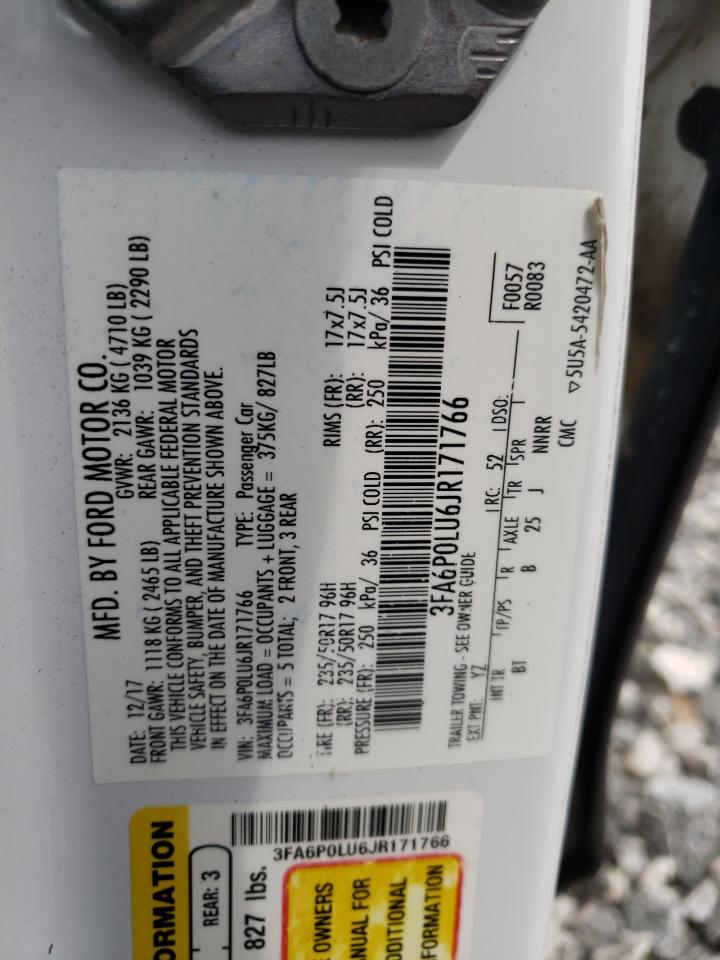 MFD. BY FORD MOTOR CO.
DATE: 12/17 GVWR: 2136 KG ( 4710 LB)
FRONT GAWR: 1118 KG ( 2465 LB) REAR GAWR: 1039 KG ( 2290 LB)
THIS VEHICLE CONFORMS TO ALL APPLICABLE FEDERAL MOTOR
VEHICLE SAFETY, BUMPER, AND THEFT PREVENTION STANDARDS
IN EFFECT ON THE DATE OF MANUFACTURE SHOWN ABOVE.
VIN: 3FA6P0LU6JR171766 TYPE: Passenger Car
MAXIMUM LOAD = OCCUPANTS + LUGGAGE = 375KG/ 827LB
OCCUPANTS = 5 TOTAL, 2 FRONT, 3 REAR
TIRE (FR): 235/50R17 96H RIMS (FR): 17x7.5J
(RR): 235/50R17 96H (RR): 17x7.5J
PRESSURE (FR): 250 kPa/ 36 PSI COLD (RR): 250 kPa/ 36 PSI COLD
3FA6P0LU6JR171766
TRAILER TOWING - SEE OWNER GUIDE
EXT PNT: YZ RC: 52 DSO:
F0057
R0083
INT TR TP/PS R AXLE TR SPR
BT B 25 J NNRR
CMC
▽5U5A-5420472-AA
ORMATION
REAR: 3
827 lbs.
3FA6P0LU6JR171766
E OWNERS
ANUAL FOR
DDITIONAL
FORMATION